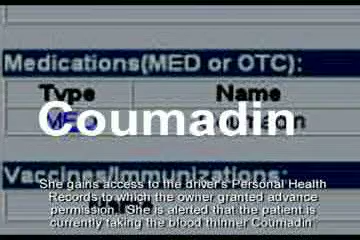 Medications(MED or OTC):
Type Name
MED Coumadin
Coumadin
Vaccines/Immunizations:
She gains access to the driver's Personal Health
Records to which the owner granted advance
permission. She is alerted that the patient is
currently taking the blood thinner Coumadin